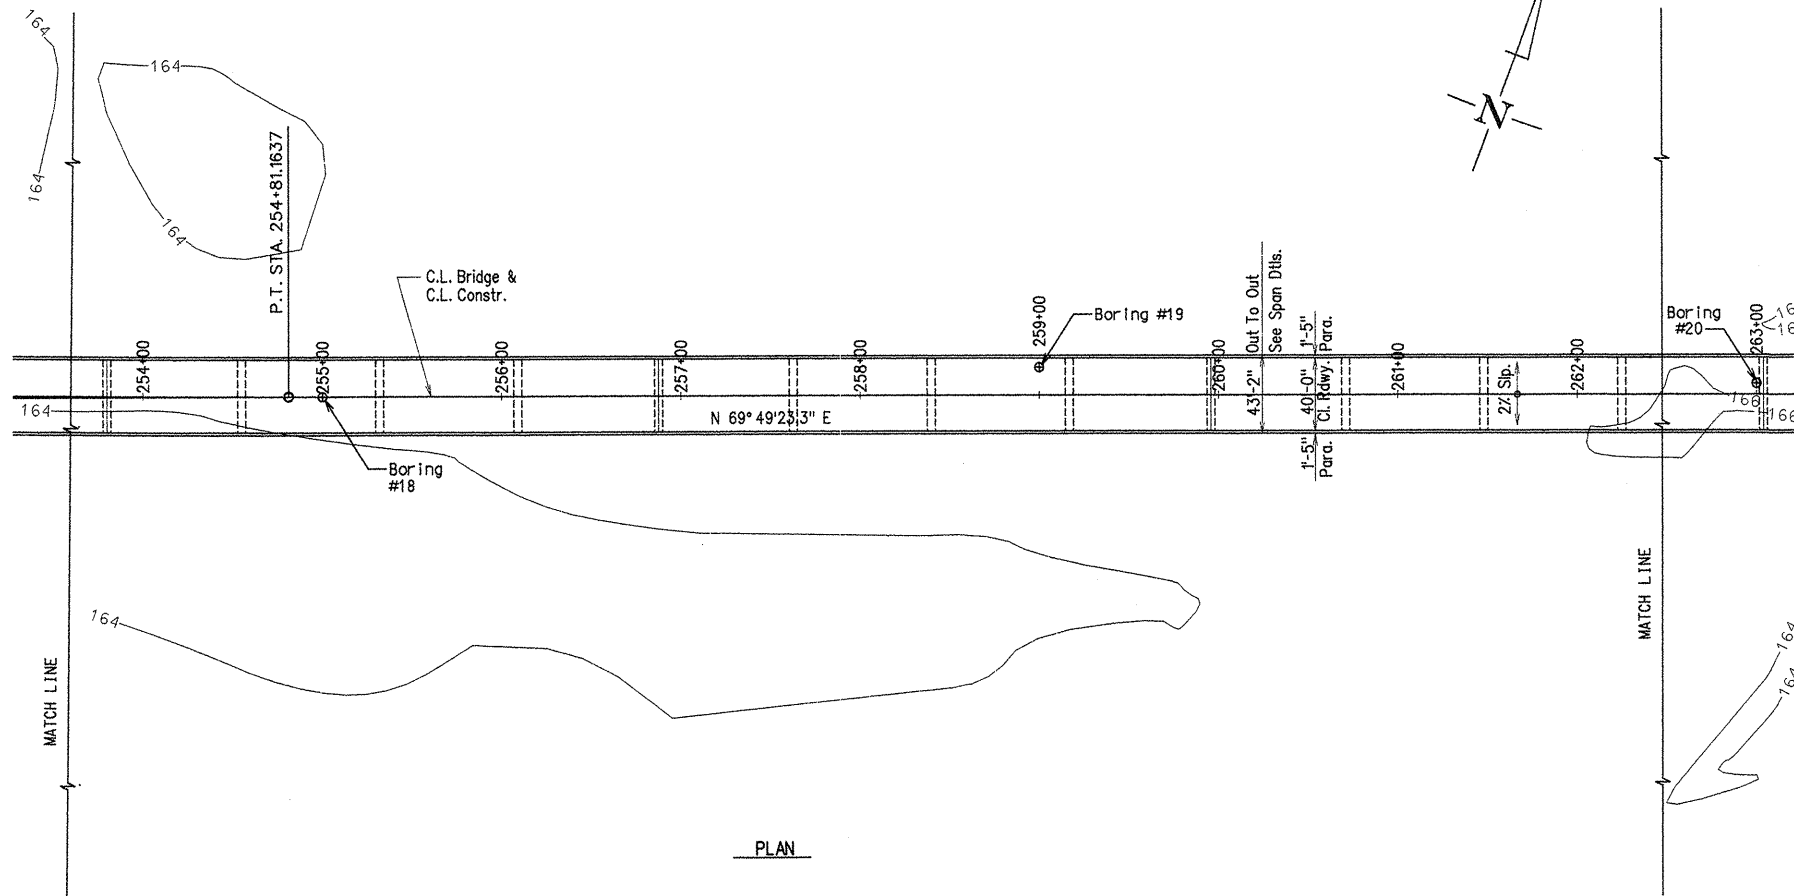 164
164
164
164
P.T. STA. 254+81.1637
N
C.L. Bridge &
C.L. Constr.
259+00
Boring #19
43'-2" Out To Out
See Span Dtls.
1'-5"
Para.
40'-0"
Cl. Rdwy.
1'-5"
Para.
2% Slp.
Boring
#20
263+00
254+00
255+00
256+00
257+00
258+00
260+00
261+00
262+00
164
N 69° 49'23.3" E
166
166
Boring
#18
164
MATCH LINE
MATCH LINE
164
164
PLAN